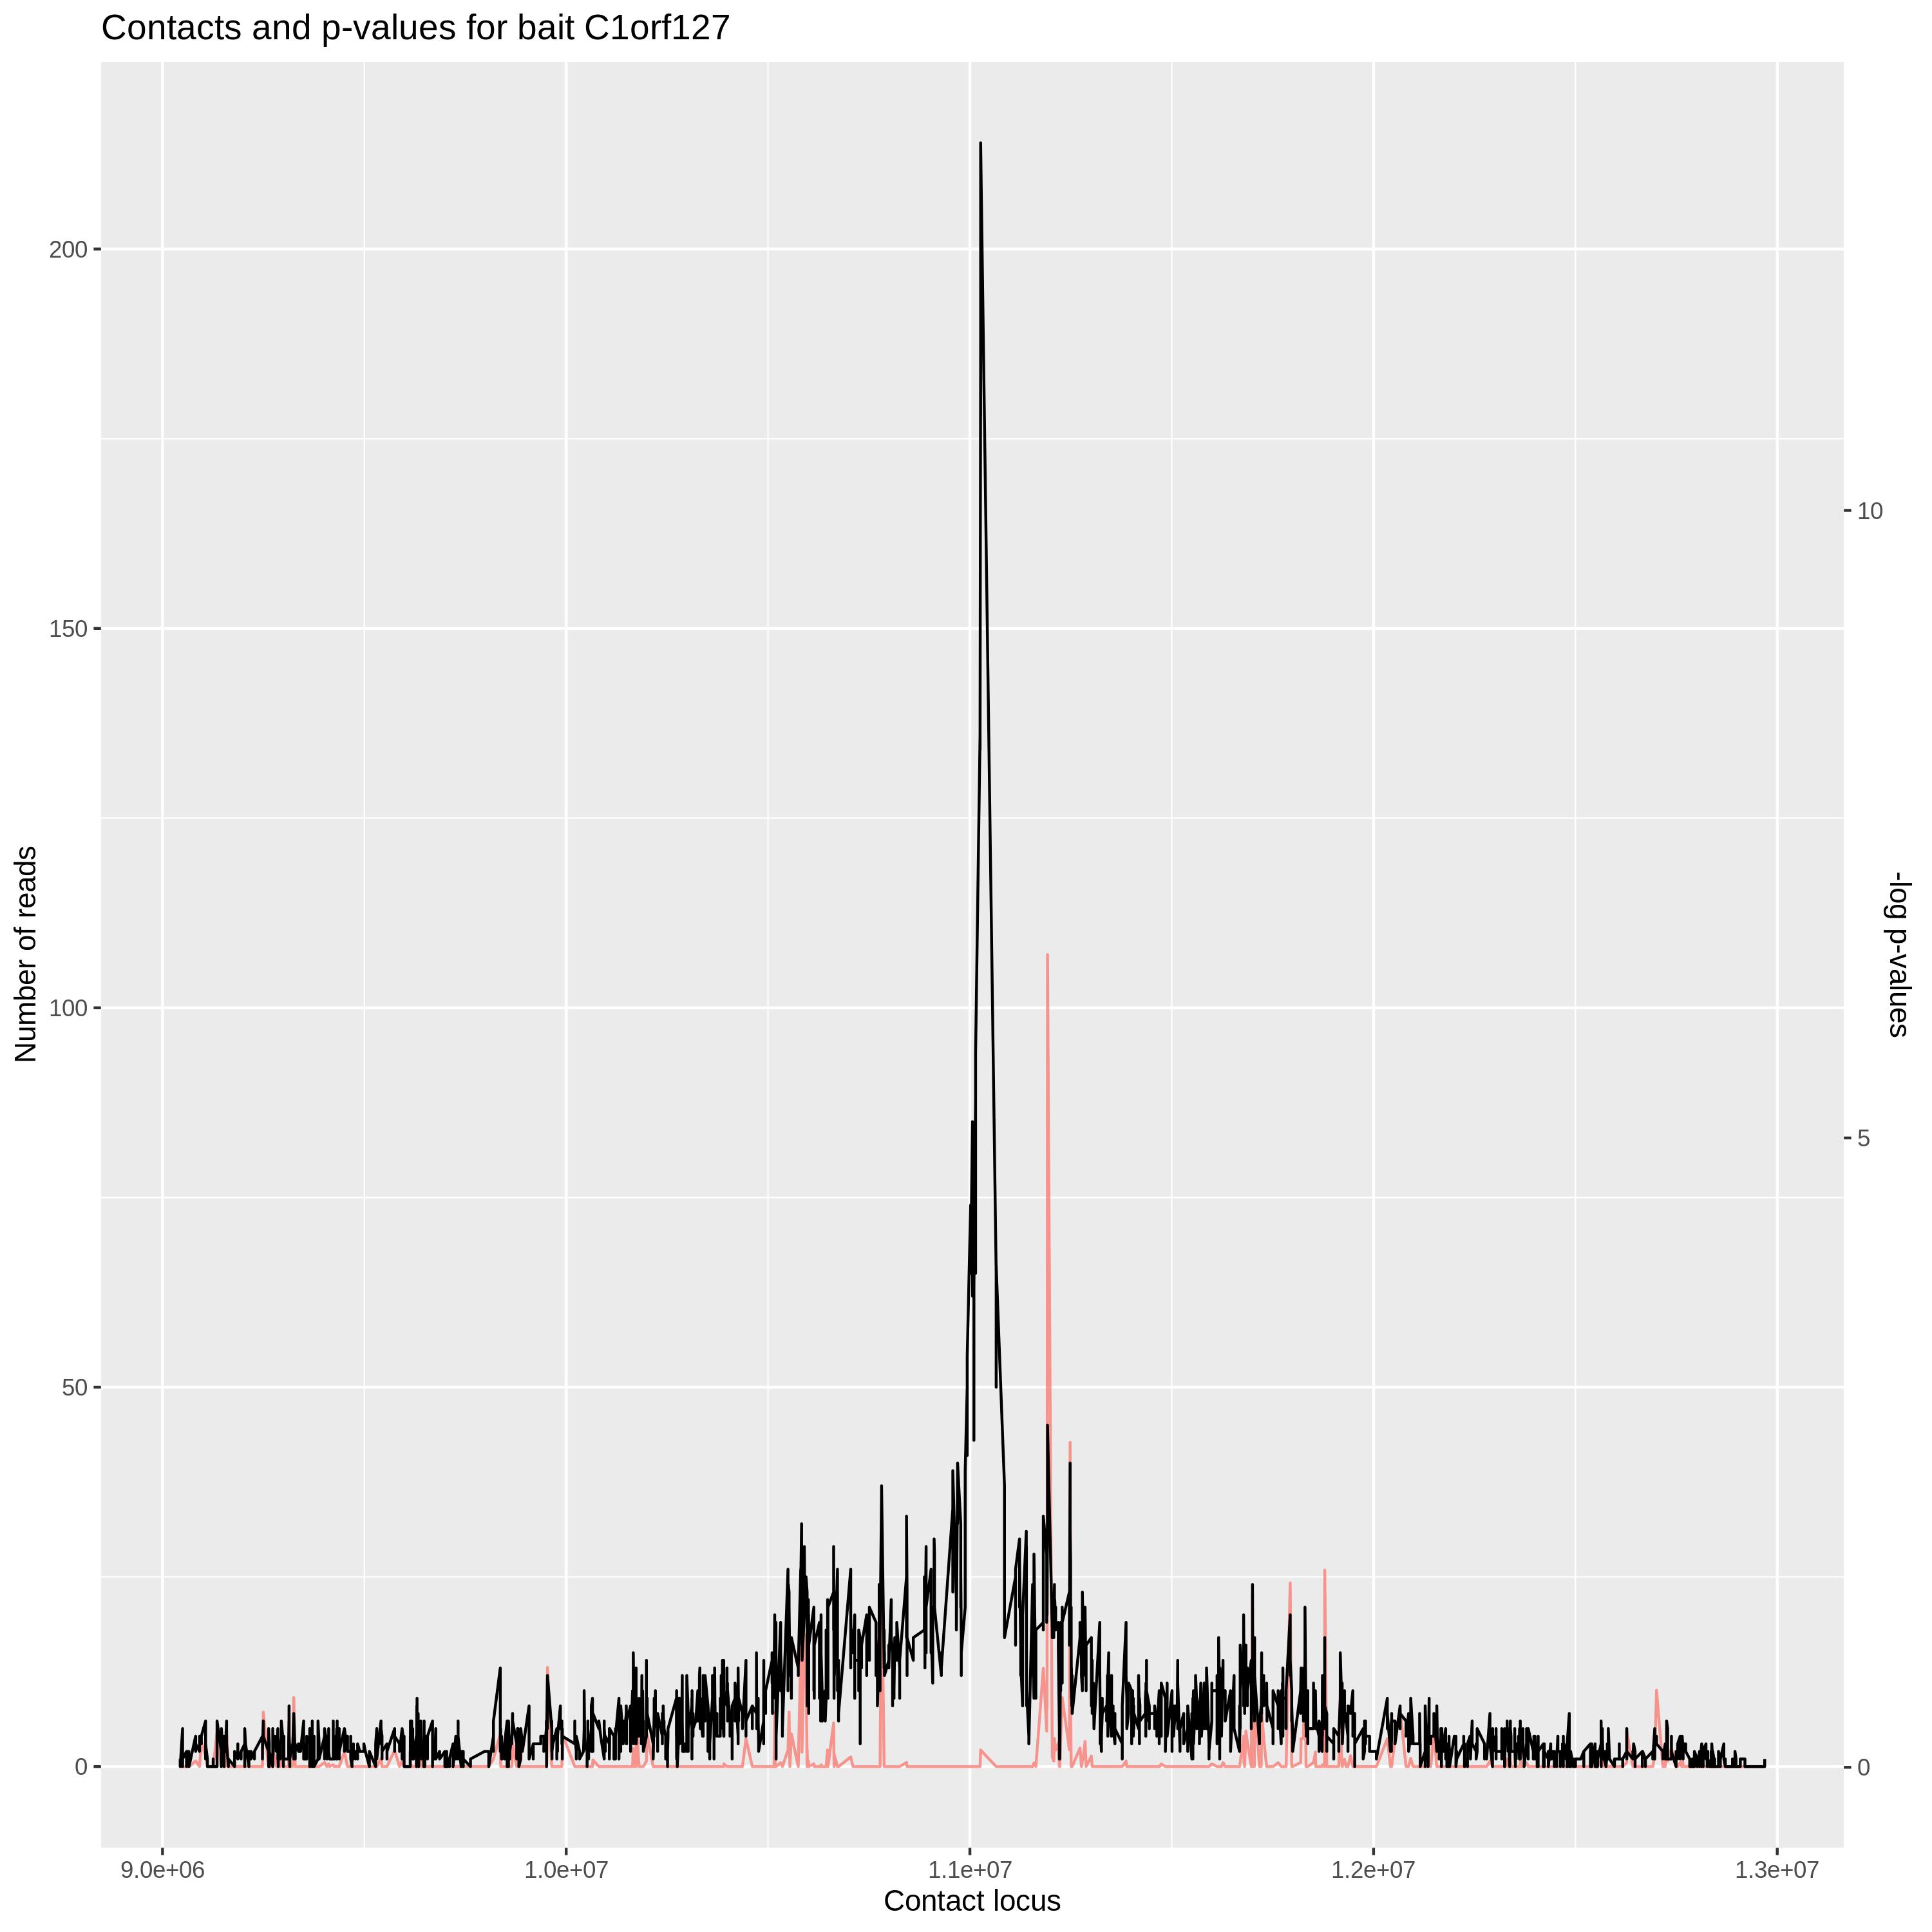 Contacts and p-values for bait C1orf127
200
150
100
50
0
10
5
0
Number of reads
-log p-values
9.0e+06
1.0e+07
1.1e+07
1.2e+07
1.3e+07
Contact locus